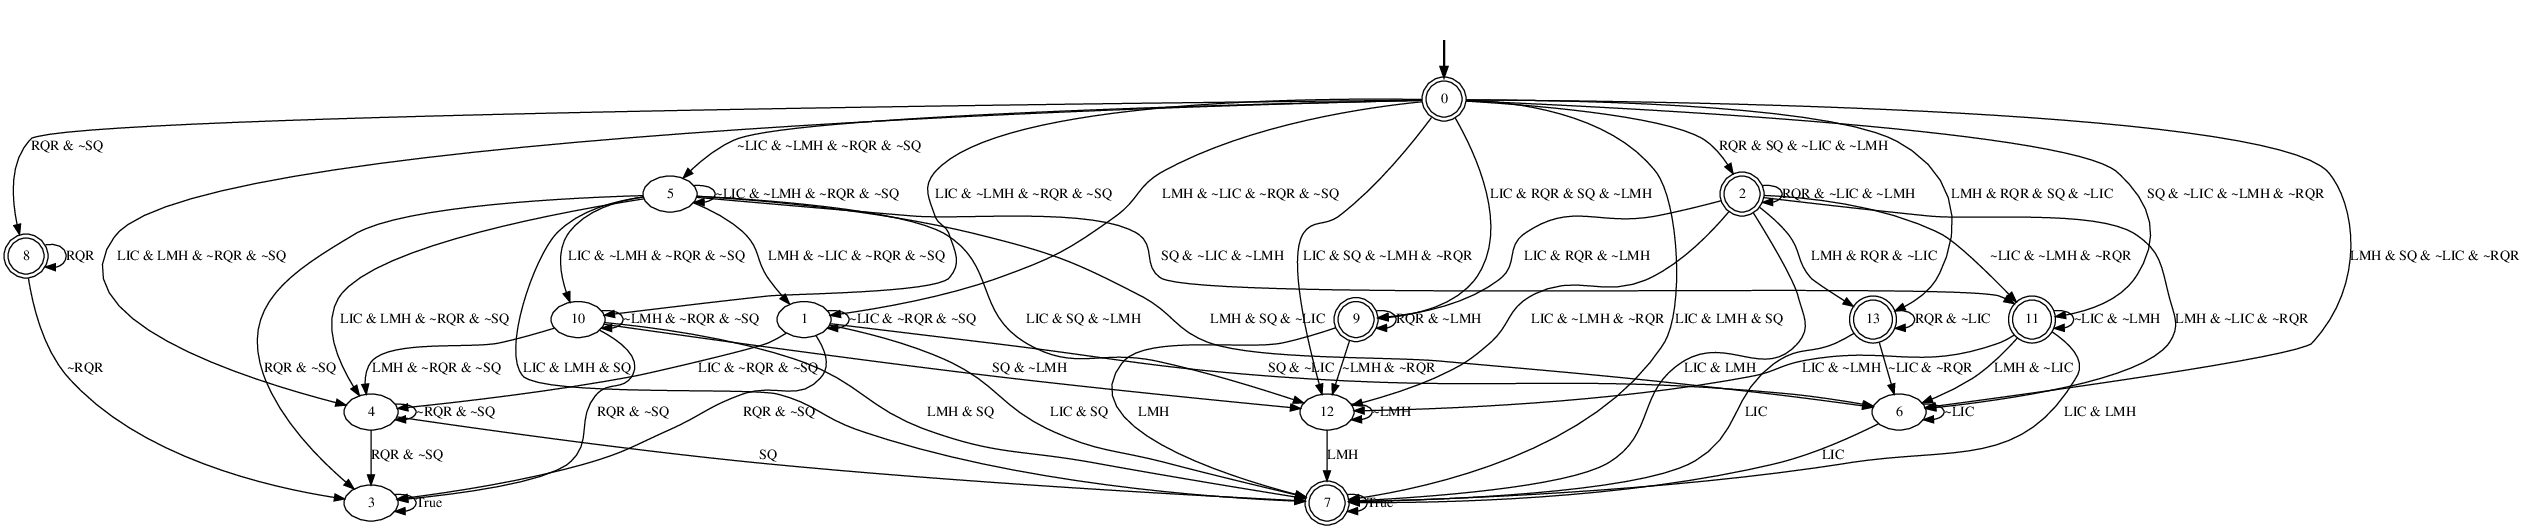 0
RQR & ~SQ
~LIC & ~LMH & ~RQR & ~SQ
RQR & SQ & ~LIC & ~LMH
5
~LIC & ~LMH & ~RQR & ~SQ
LIC & ~LMH & ~RQR & ~SQ
LMH & ~LIC & ~RQR & ~SQ
LIC & RQR & SQ & ~LMH
2
RQR & ~LIC & ~LMH
LMH & RQR & SQ & ~LIC
SQ & ~LIC & ~LMH & ~RQR
8
RQR
LIC & LMH & ~RQR & ~SQ
LIC & ~LMH & ~RQR & ~SQ
LMH & ~LIC & ~RQR & ~SQ
SQ & ~LIC & ~LMH
LIC & SQ & ~LMH & ~RQR
LIC & RQR & ~LMH
LMH & RQR & ~LIC
~LIC & ~LMH & ~RQR
LMH & SQ & ~LIC & ~RQR
LIC & LMH & ~RQR & ~SQ
10
~LMH & ~RQR & ~SQ
1
~LIC & ~RQR & ~SQ
LIC & SQ & ~LMH
LMH & SQ & ~LIC
9
RQR & ~LMH
LIC & ~LMH & ~RQR
LIC & LMH & SQ
13
RQR & ~LIC
11
~LIC & ~LMH
LMH & ~LIC & ~RQR
~RQR
RQR & ~SQ
LMH & ~RQR & ~SQ
LIC & LMH & SQ
LIC & ~RQR & ~SQ
SQ & ~LMH
SQ & ~LIC
~LMH & ~RQR
LIC & LMH
LIC & ~LMH
~LIC & ~RQR
LMH & ~LIC
4
~RQR & ~SQ
RQR & ~SQ
RQR & ~SQ
LMH & SQ
LIC & SQ
LMH
12
~LMH
LIC
6
~LIC
LIC & LMH
RQR & ~SQ
SQ
LMH
LIC
3
True
7
True